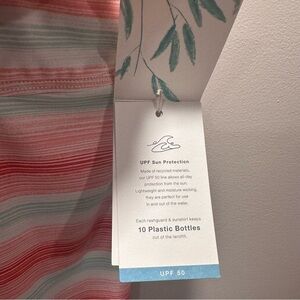 UPF Sun Protection
Made of recycled materials,
our UPF 50 line allows all-day
protection from the sun.
Lightweight and moisture wicking,
they are perfect for use
in and out of the water.
Each rashguard & sunshirt keeps
10 Plastic Bottles
out of the landfill.
UPF 50